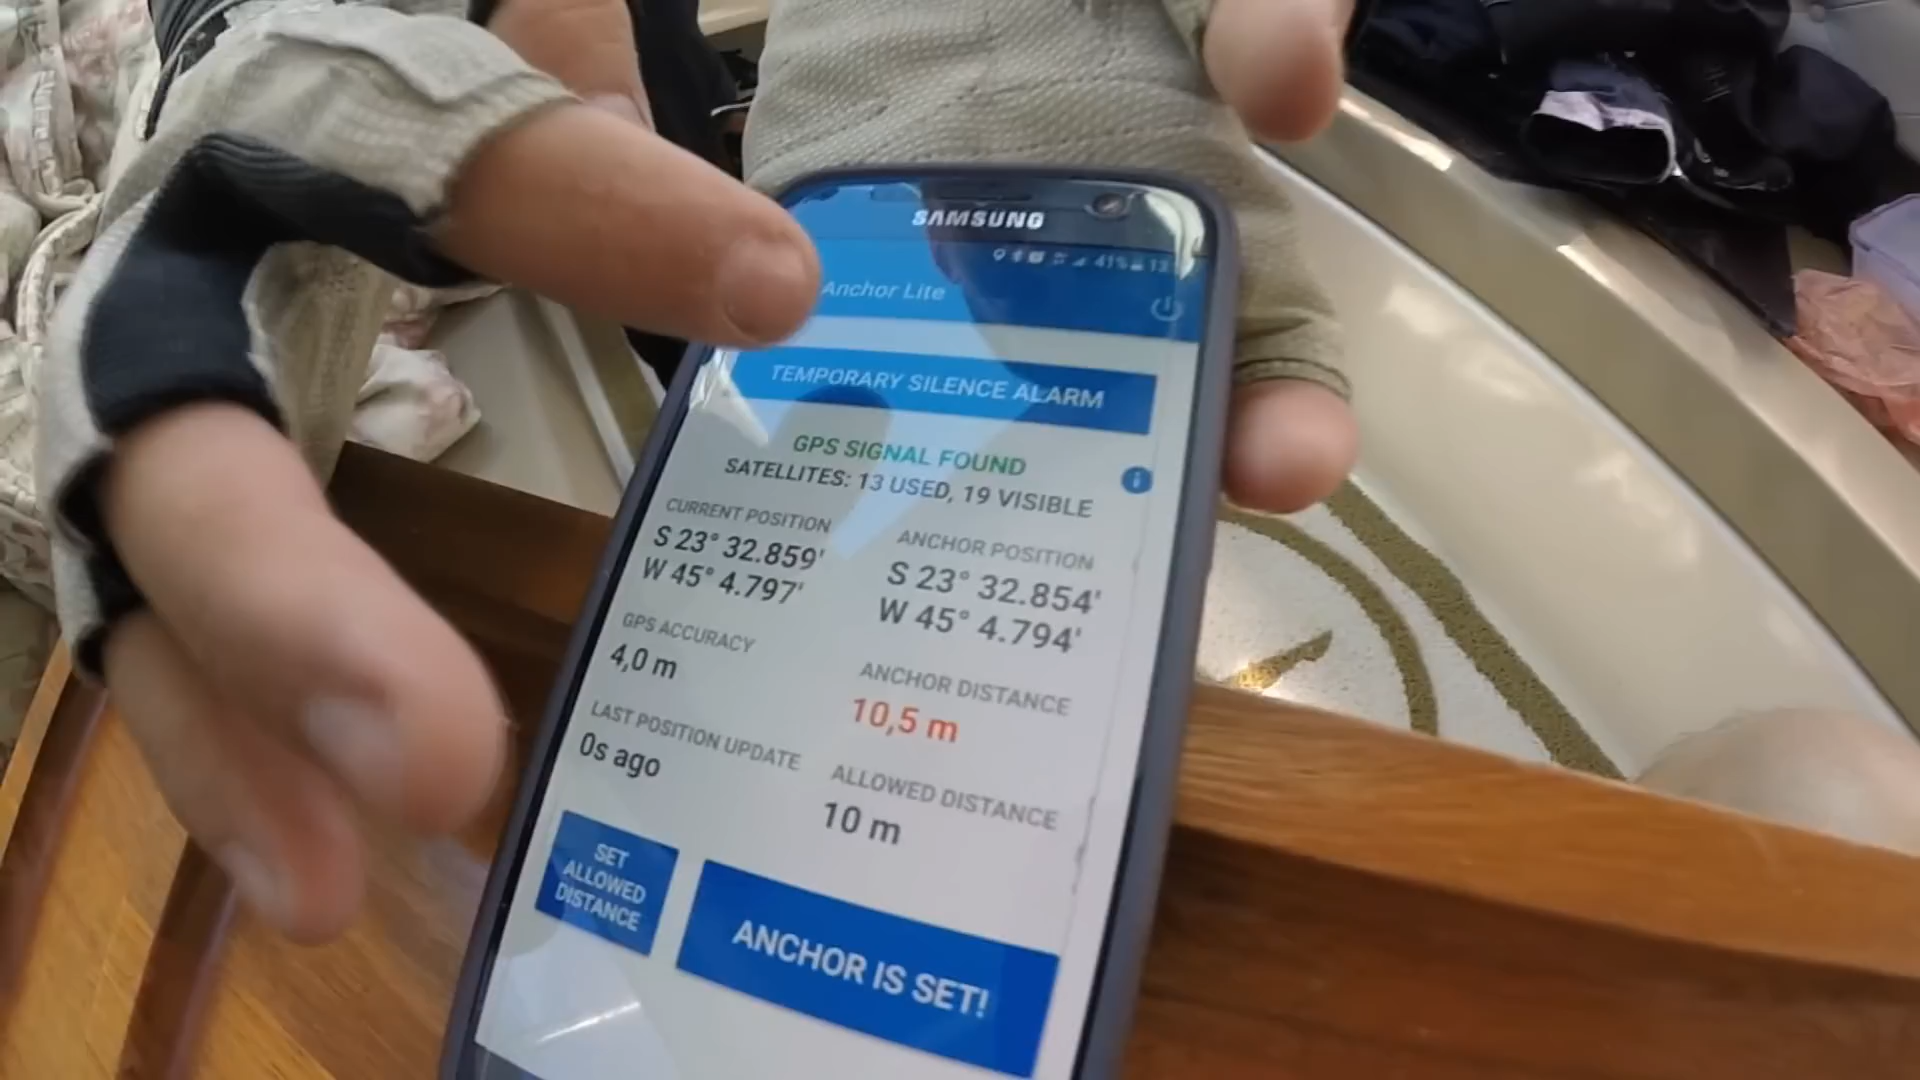 SAMSUNG
41% 13
Anchor Lite
TEMPORARY SILENCE ALARM
GPS SIGNAL FOUND
SATELLITES: 13 USED, 19 VISIBLE
CURRENT POSITION
S 23° 32.859'
W 45° 4.797'
ANCHOR POSITION
S 23° 32.854'
W 45° 4.794'
GPS ACCURACY
4,0 m
ANCHOR DISTANCE
10,5 m
LAST POSITION UPDATE
0s ago
ALLOWED DISTANCE
10 m
SET
ALLOWED
DISTANCE
ANCHOR IS SET!